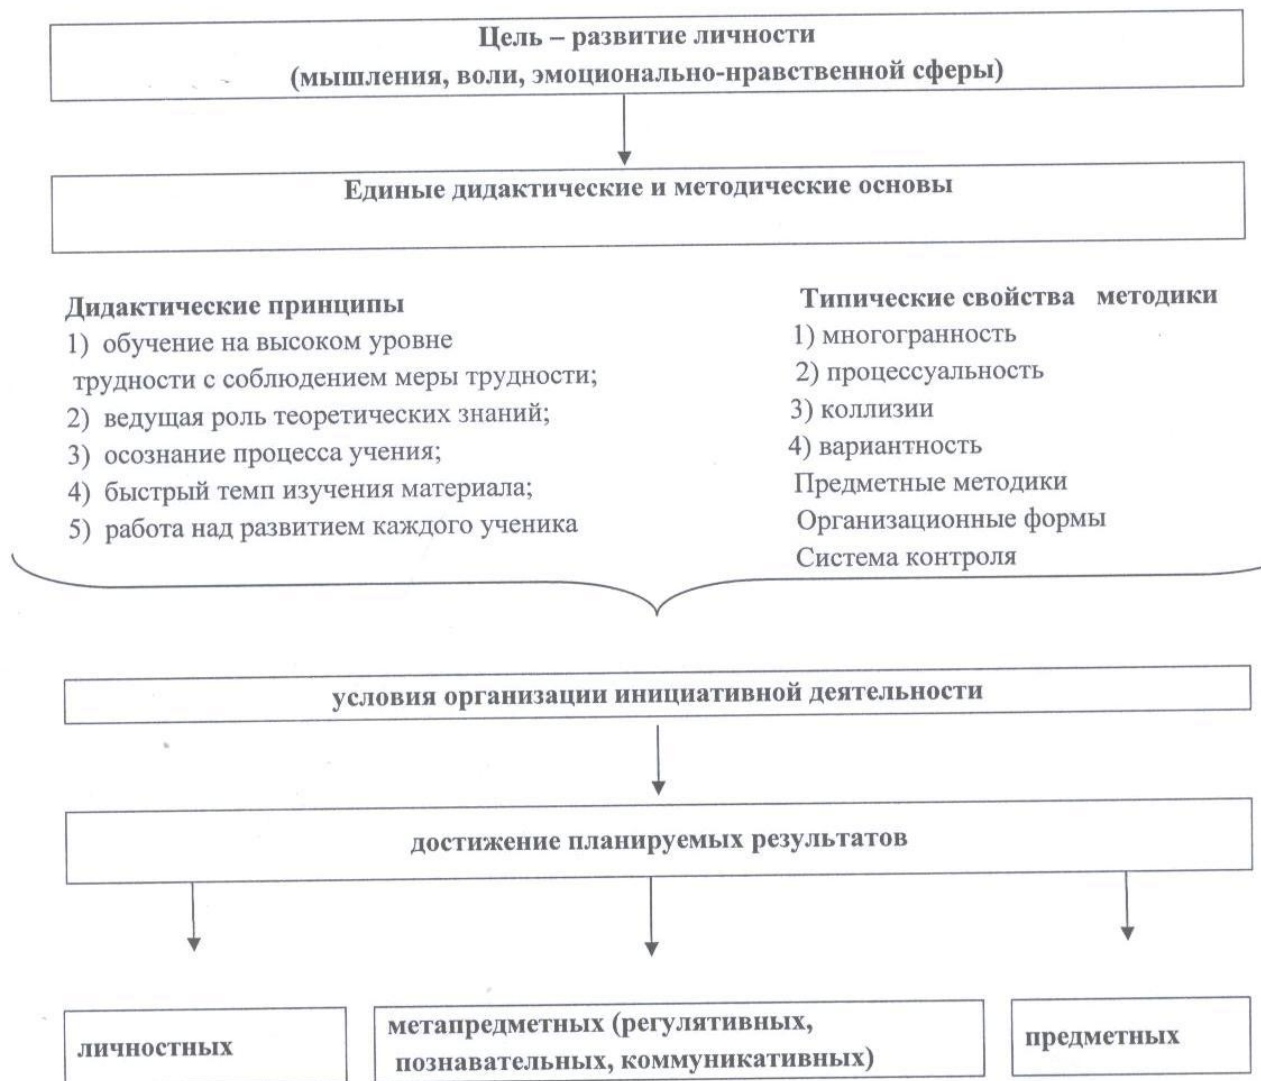 Цель – развитие личности
(мышления, воли, эмоционально-нравственной сферы)
Единые дидактические и методические основы
Дидактические принципы
1) обучение на высоком уровне
трудности с соблюдением меры трудности;
2) ведущая роль теоретических знаний;
3) осознание процесса учения;
4) быстрый темп изучения материала;
5) работа над развитием каждого ученика
Типические свойства методики
1) многогранность
2) процессуальность
3) коллизии
4) вариантность
Предметные методики
Организационные формы
Система контроля
условия организации инициативной деятельности
достижение планируемых результатов
личностных
метапредметных (регулятивных,
познавательных, коммуникативных)
предметных